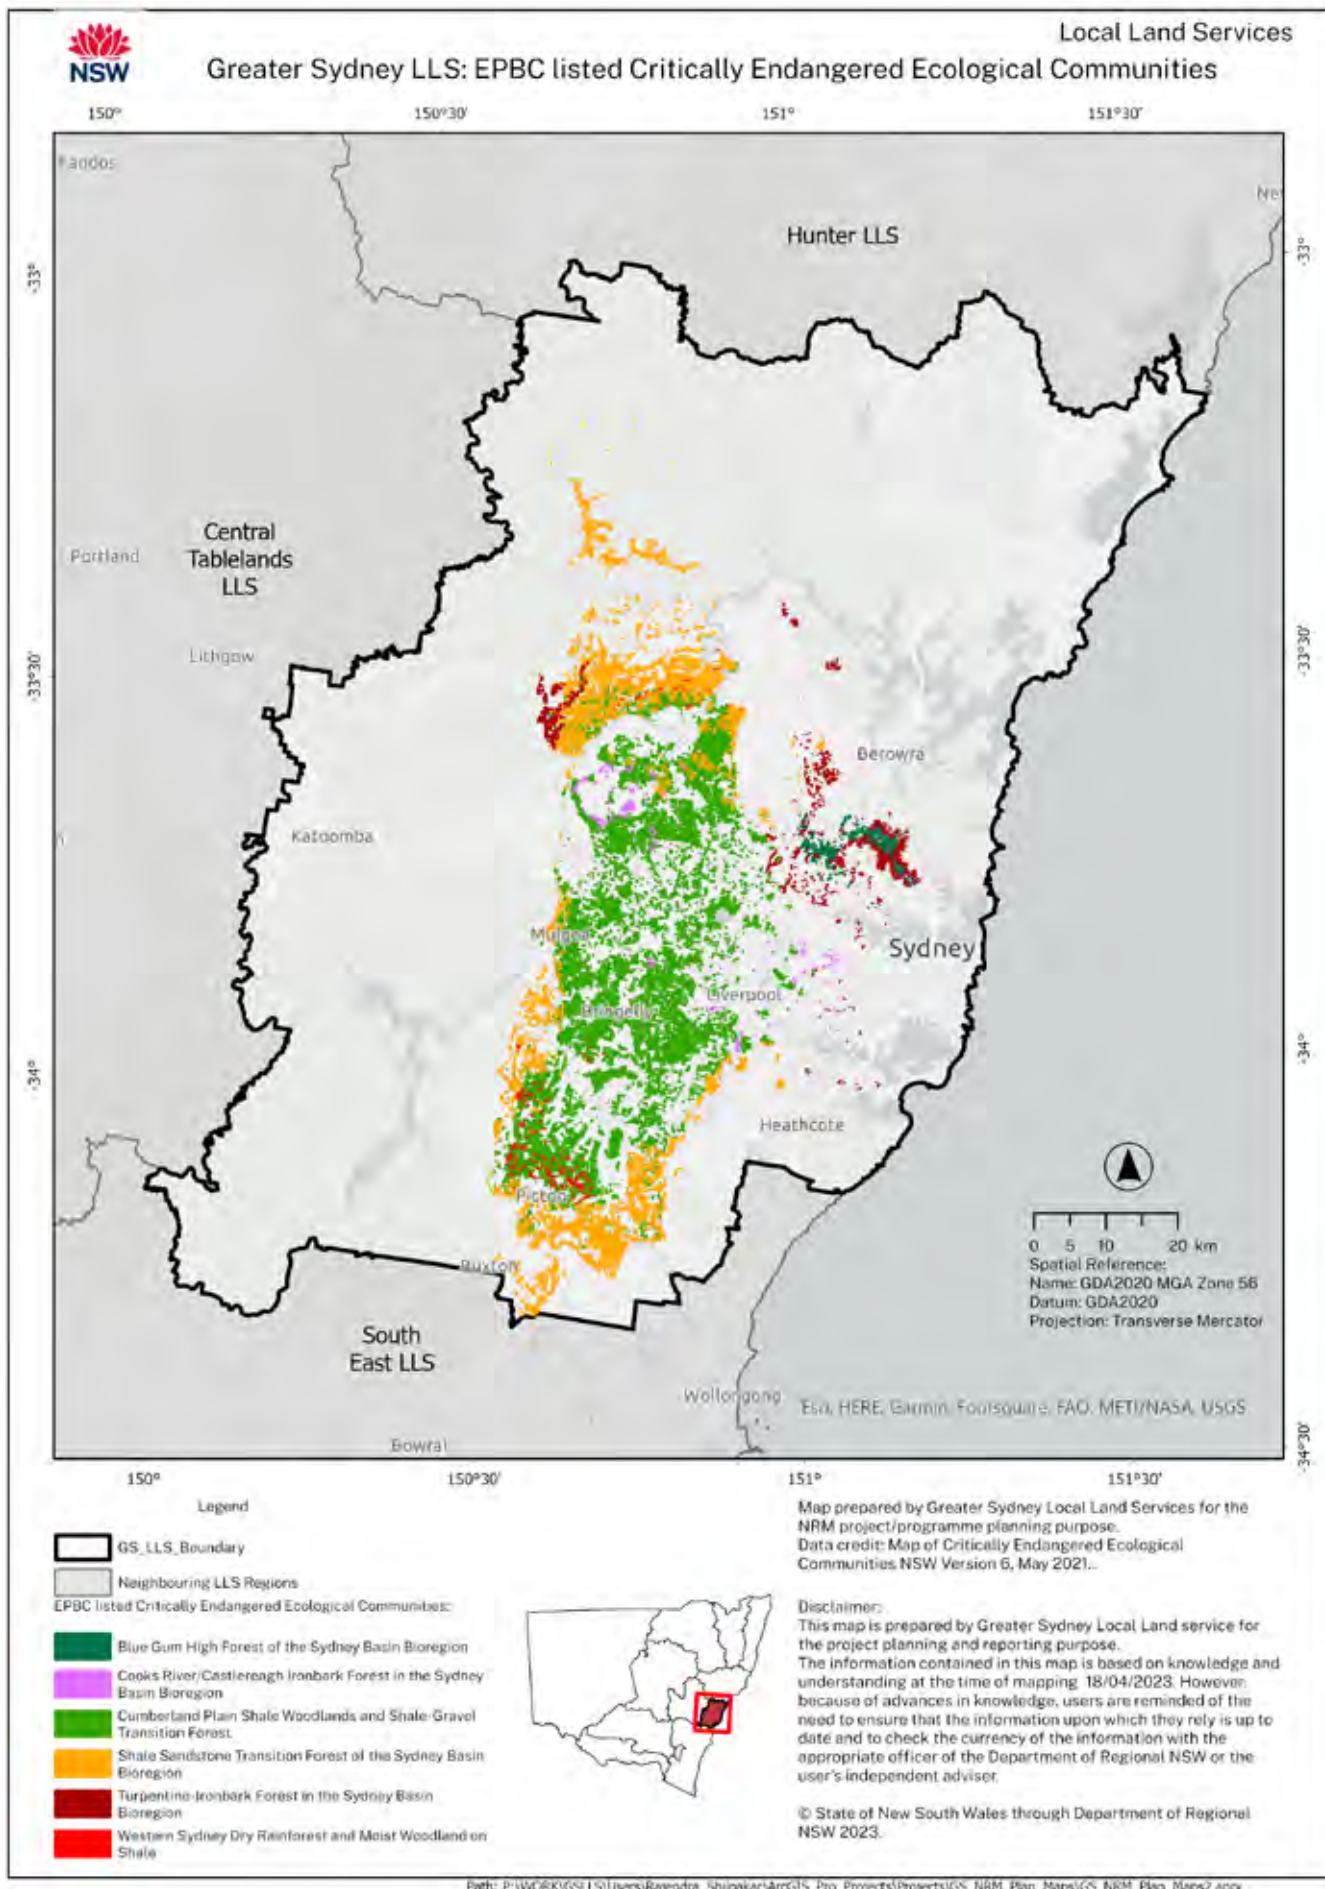 Local Land Services
NSW
Greater Sydney LLS: EPBC listed Critically Endangered Ecological Communities
150° 150°30' 151° 151°30'
Kandos
Ne
Hunter LLS
-33° -33°
Central
Tablelands
LLS
Portland
Lithgow
-33°30' -33°30'
Berowra
Katoomba
Mulgoa
Sydney
Liverpool
Bringelly
-34° -34°
Heathcote
Picton
Buxton
0 5 10 20 km
Spatial Reference:
Name: GDA2020 MGA Zone 56
Datum: GDA2020
Projection: Transverse Mercator
South
East LLS
Wollongong
Esri, HERE, Garmin, Foursquare, FAO, METI/NASA, USGS
Bowral
-34°30'
150° 150°30' 151° 151°30'
Legend
GS_LLS_Boundary
Neighbouring LLS Regions
EPBC listed Critically Endangered Ecological Communities:
Blue Gum High Forest of the Sydney Basin Bioregion
Cooks River/Castlereagh Ironbark Forest in the Sydney
Basin Bioregion
Cumberland Plain Shale Woodlands and Shale-Gravel
Transition Forest
Shale Sandstone Transition Forest of the Sydney Basin
Bioregion
Turpentine-Ironbark Forest in the Sydney Basin
Bioregion
Western Sydney Dry Rainforest and Moist Woodland on
Shale
Map prepared by Greater Sydney Local Land Services for the
NRM project/programme planning purpose.
Data credit: Map of Critically Endangered Ecological
Communities NSW Version 6, May 2021..
Disclaimer:
This map is prepared by Greater Sydney Local Land service for
the project planning and reporting purpose.
The information contained in this map is based on knowledge and
understanding at the time of mapping 18/04/2023. However,
because of advances in knowledge, users are reminded of the
need to ensure that the information upon which they rely is up to
date and to check the currency of the information with the
appropriate officer of the Department of Regional NSW or the
user's independent adviser.
© State of New South Wales through Department of Regional
NSW 2023.